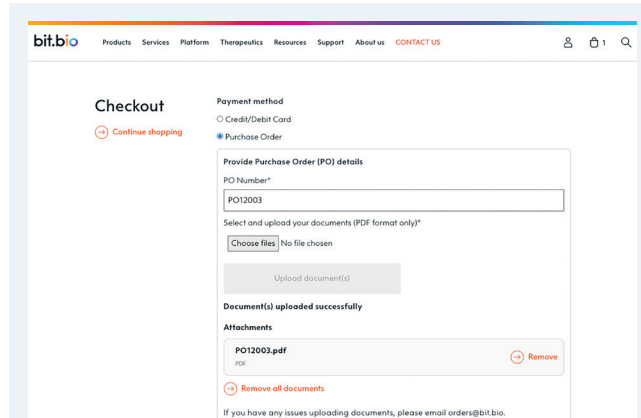 bit.bio
Products Services Platform Therapeutics Resources Support About us CONTACT US 1
Checkout
Continue shopping
Payment method
Credit/Debit Card
Purchase Order
Provide Purchase Order (PO) details
PO Number*
PO12003
Select and upload your documents (PDF format only)*
Choose files No file chosen
Upload document(s)
Document(s) uploaded successfully
Attachments
PO12003.pdf
PDF
Remove
Remove all documents
If you have any issues uploading documents, please email orders@bit.bio.